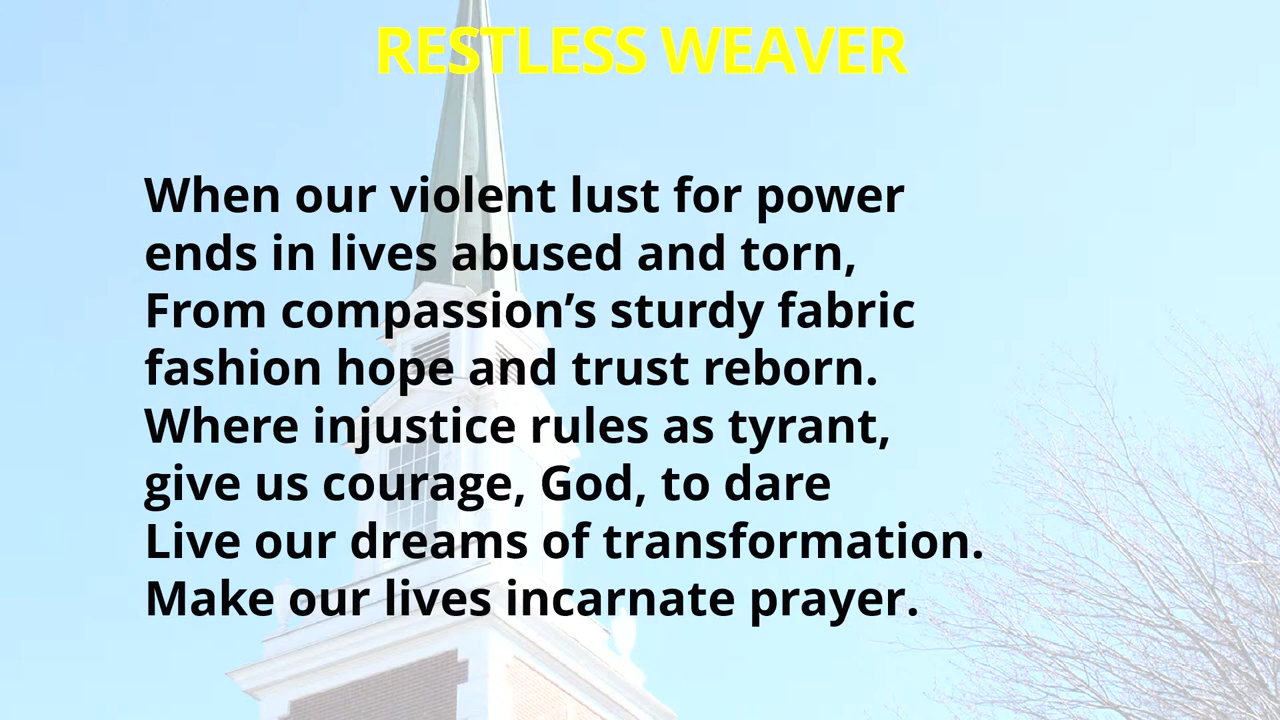 RESTLESS WEAVER
When our violent lust for power
ends in lives abused and torn,
From compassion’s sturdy fabric
fashion hope and trust reborn.
Where injustice rules as tyrant,
give us courage, God, to dare
Live our dreams of transformation.
Make our lives incarnate prayer.